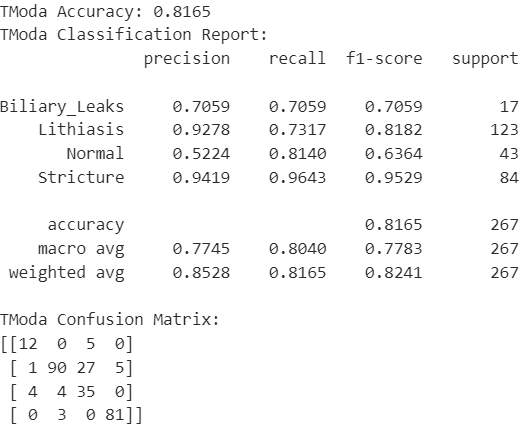 TModa Accuracy: 0.8165
TModa Classification Report:
precision recall f1-score support
Biliary_Leaks 0.7059 0.7059 0.7059 17
Lithiasis 0.9278 0.7317 0.8182 123
Normal 0.5224 0.8140 0.6364 43
Stricture 0.9419 0.9643 0.9529 84
accuracy 0.8165 267
macro avg 0.7745 0.8040 0.7783 267
weighted avg 0.8528 0.8165 0.8241 267
TModa Confusion Matrix:
[[12 0 5 0]
[ 1 90 27 5]
[ 4 4 35 0]
[ 0 3 0 81]]